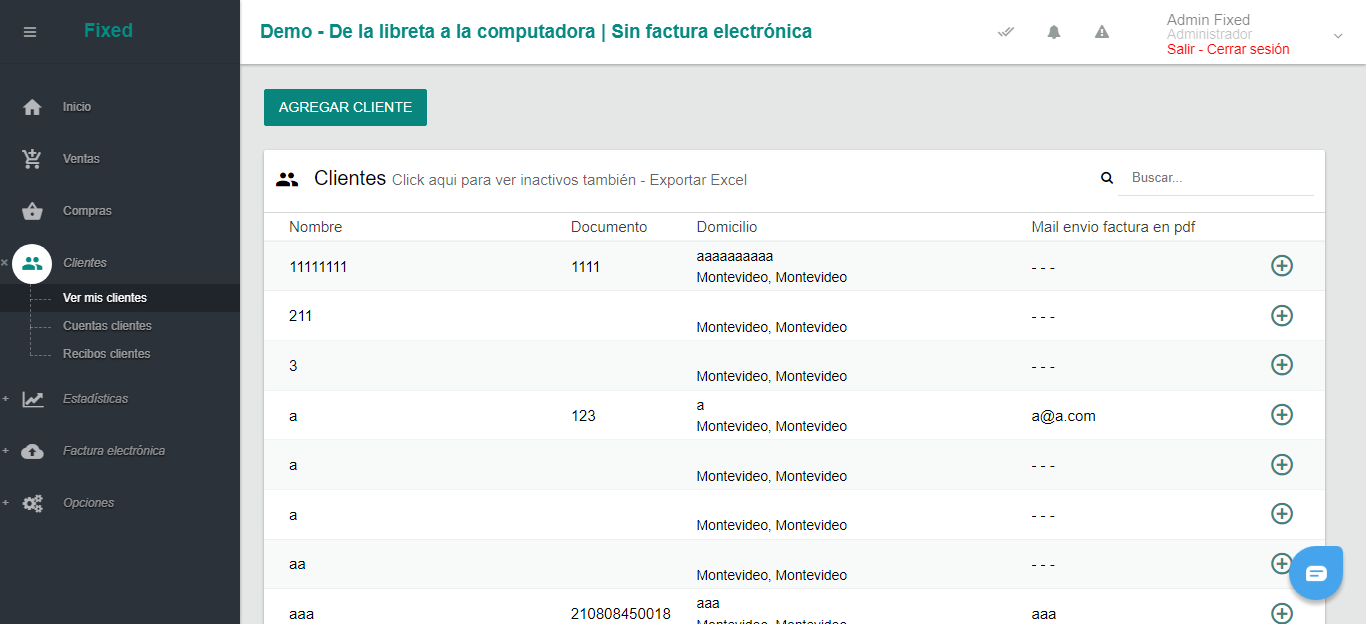 Fixed
Demo - De la libreta a la computadora | Sin factura electrónica
Admin Fixed
Administrador
Salir - Cerrar sesión
Inicio
Ventas
Compras
Clientes
Ver mis clientes
Cuentas clientes
Recibos clientes
+ Estadísticas
+ Factura electrónica
+ Opciones
AGREGAR CLIENTE
Clientes Click aqui para ver inactivos también - Exportar Excel
Buscar...
Nombre Documento Domicilio Mail envio factura en pdf
11111111 1111 aaaaaaaaaa - - -
Montevideo, Montevideo
211 - - -
Montevideo, Montevideo
3 - - -
Montevideo, Montevideo
a 123 a a@a.com
Montevideo, Montevideo
a - - -
Montevideo, Montevideo
a - - -
Montevideo, Montevideo
aa - - -
Montevideo, Montevideo
aaa 210808450018 aaa aaa
Montevideo, Montevideo